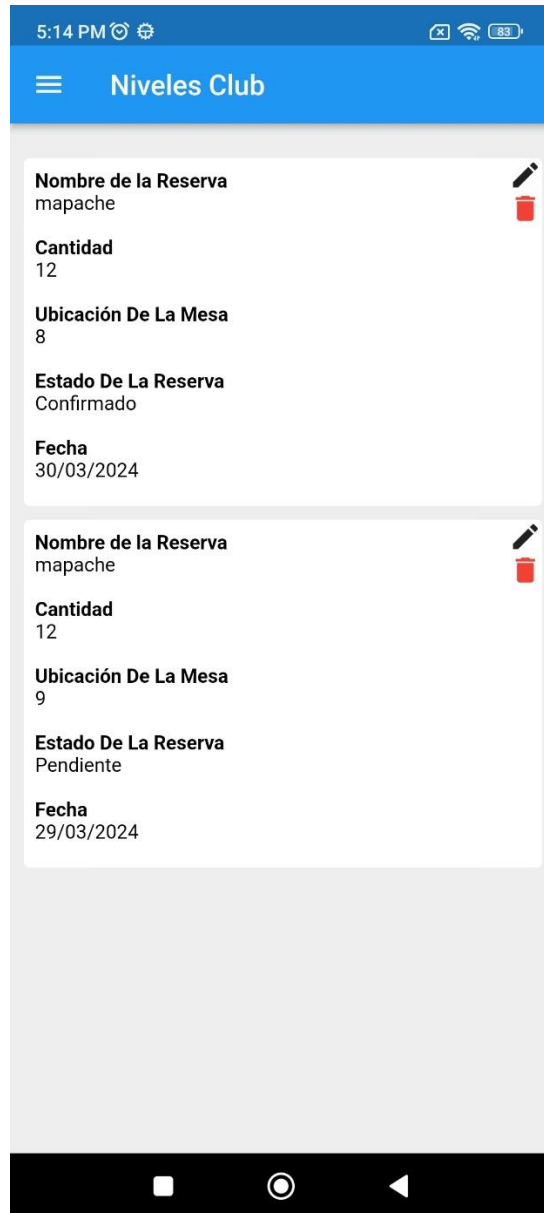 5:14 PM
83
Niveles Club
Nombre de la Reserva
mapache
Cantidad
12
Ubicación De La Mesa
8
Estado De La Reserva
Confirmado
Fecha
30/03/2024
Nombre de la Reserva
mapache
Cantidad
12
Ubicación De La Mesa
9
Estado De La Reserva
Pendiente
Fecha
29/03/2024